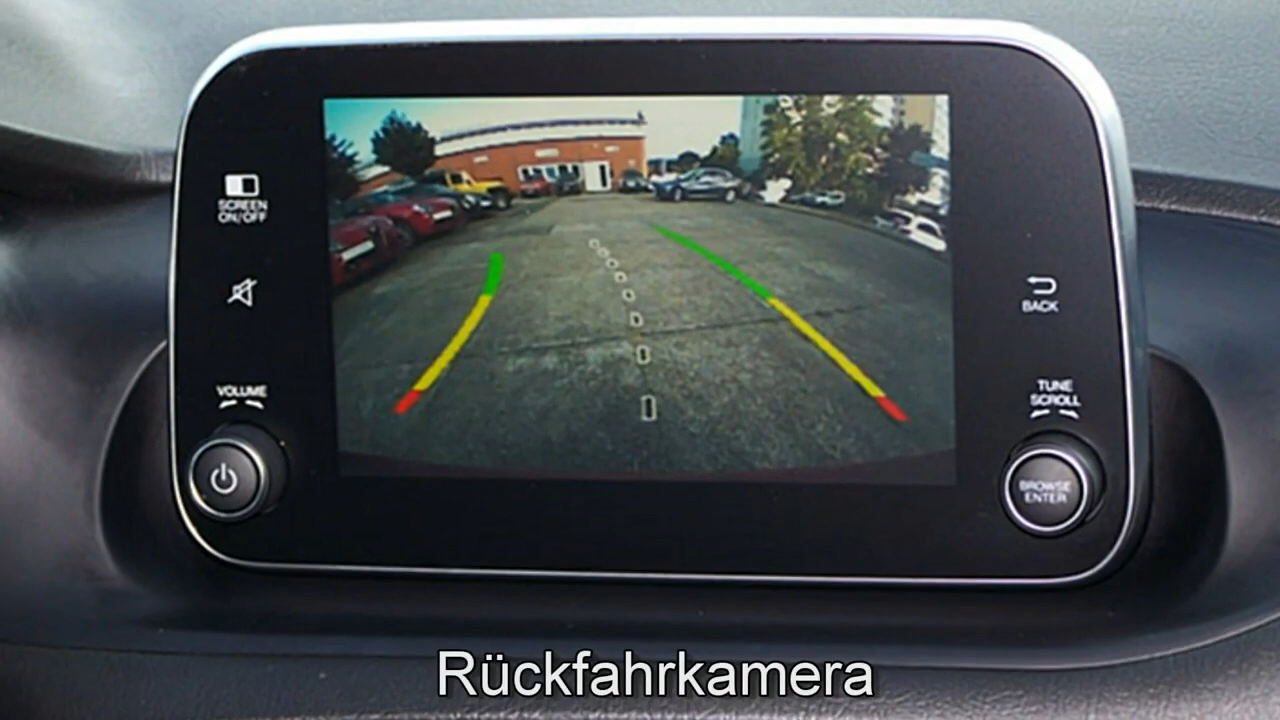 SCREEN
ON/OFF
VOLUME
BACK
TUNE
SCROLL
BROWSE
ENTER
Rückfahrkamera